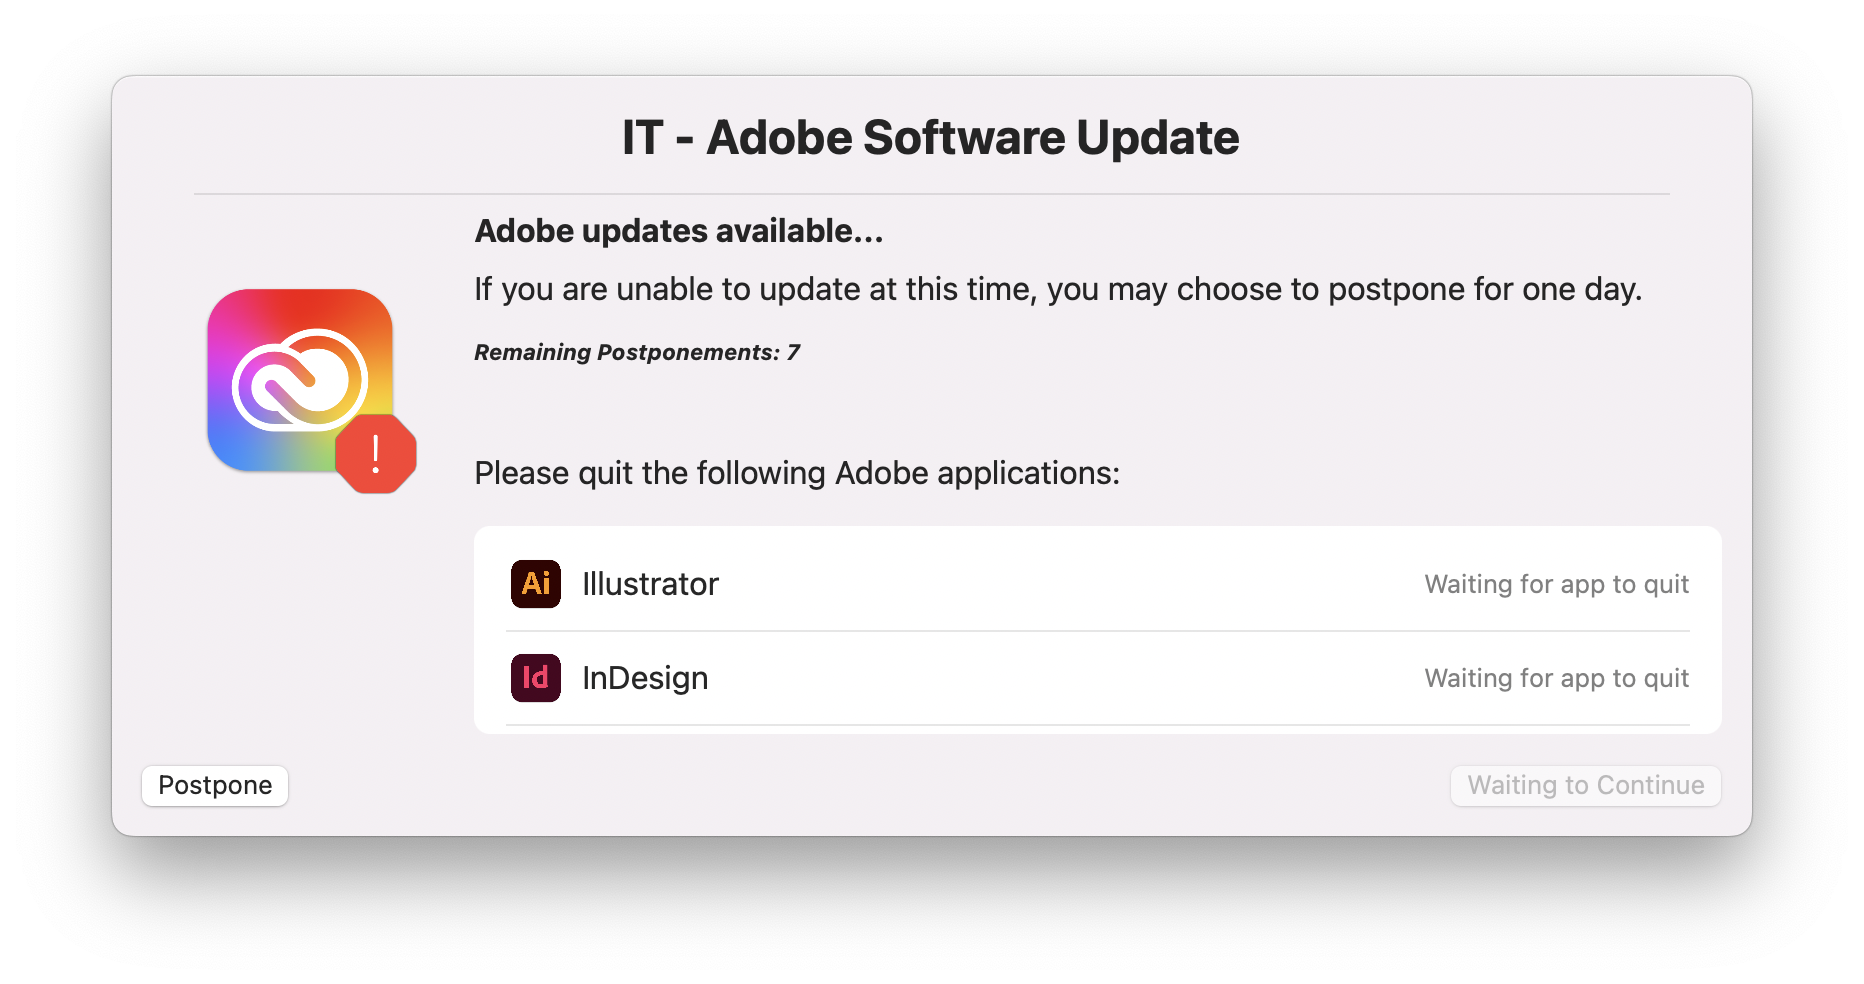 IT - Adobe Software Update
Adobe updates available...
If you are unable to update at this time, you may choose to postpone for one day.
Remaining Postponements: 7
!
Please quit the following Adobe applications:
Ai Illustrator Waiting for app to quit
Id InDesign Waiting for app to quit
Postpone Waiting to Continue